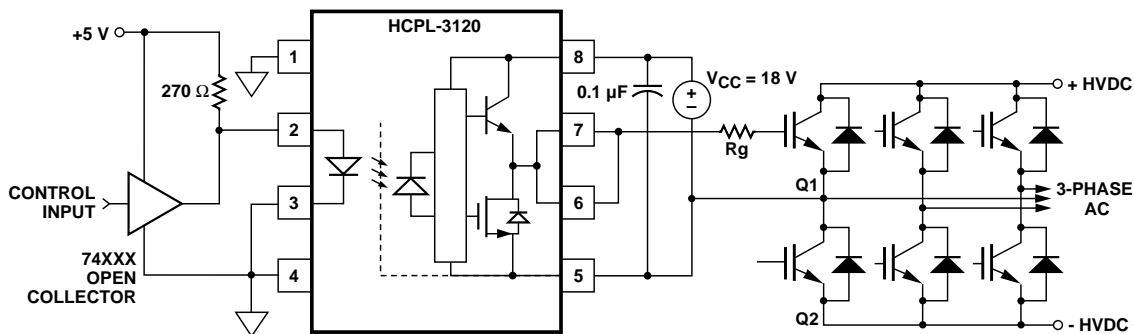 HCPL-3120
+5 V
270 Ω
1
2
3
4
8
7
6
5
CONTROL
INPUT
74XXX
OPEN
COLLECTOR
0.1 µF
VCC = 18 V
+
–
Rg
Q1
Q2
+ HVDC
3-PHASE
AC
- HVDC